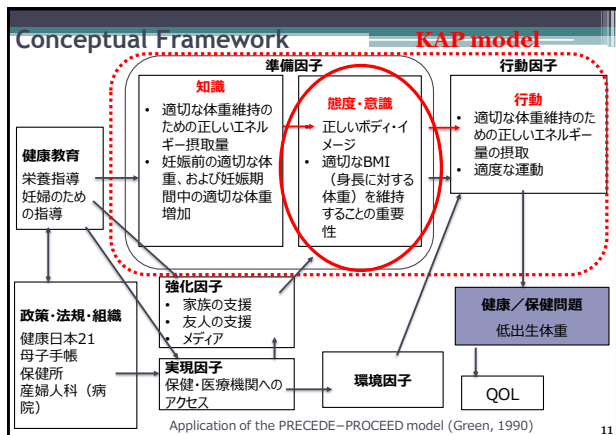 Conceptual Framework
KAP model
準備因子
行動因子
知識
• 適切な体重維持の
ための正しいエネル
ギー摂取量
• 妊娠前の適切な体
重、および妊娠期
間中の適切な体重
増加
態度・意識
• 正しいボディ・イ
メージ
• 適切なBMI
（身長に対する
体重）を維持
することの重要
性
行動
• 適切な体重維持のた
めの正しいエネルギー
量の摂取
• 適度な運動
健康教育
栄養指導
妊婦のため
の指導
強化因子
• 家族の支援
• 友人の支援
• メディア
政策・法規・組織
健康日本21
母子手帳
保健所
産婦人科（病
院）
実現因子
保健・医療機関への
アクセス
環境因子
健康／保健問題
低出生体重
QOL
Application of the PRECEDE−PROCEED model (Green, 1990)
11